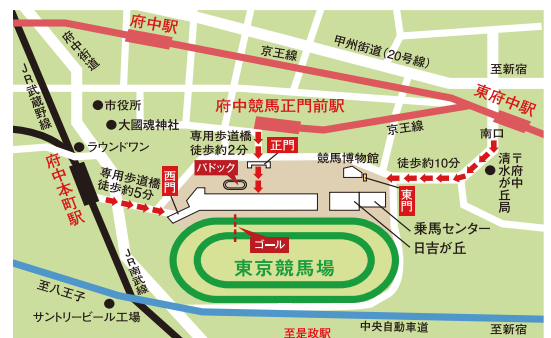 府中駅
府中街道
甲州街道（20号線）
京王線
至新宿
JR武蔵野線
市役所
大國魂神社
府中競馬正門前駅
東府中駅
京王線
南口
ラウンドワン
専用歩道橋
徒歩約2分
正門
競馬博物館
徒歩約10分
〒府中
清水が丘局
府中本町駅
専用歩道橋
徒歩約5分
西門
パドック
東門
乗馬センター
日吉が丘
ゴール
東京競馬場
JR南武線
至八王子
サントリービール工場
至是政駅
中央自動車道
至新宿